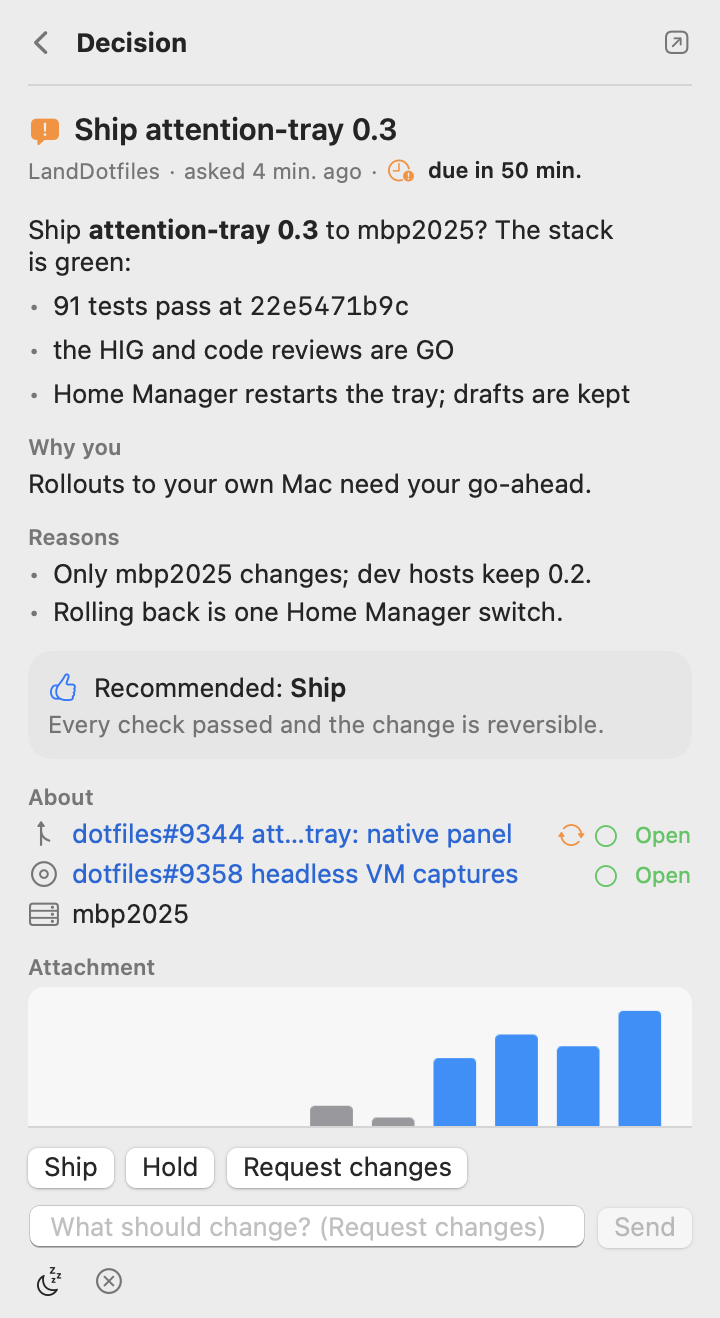 Decision
Ship attention-tray 0.3
LandDotfiles · asked 4 min. ago · due in 50 min.
Ship attention-tray 0.3 to mbp2025? The stack
is green:
• 91 tests pass at 22e5471b9c
• the HIG and code reviews are GO
• Home Manager restarts the tray; drafts are kept
Why you
Rollouts to your own Mac need your go-ahead.
Reasons
• Only mbp2025 changes; dev hosts keep 0.2.
• Rolling back is one Home Manager switch.
Recommended: Ship
Every check passed and the change is reversible.
About
dotfiles#9344 att…tray: native panel Open
dotfiles#9358 headless VM captures Open
mbp2025
Attachment
Ship Hold Request changes
What should change? (Request changes) Send